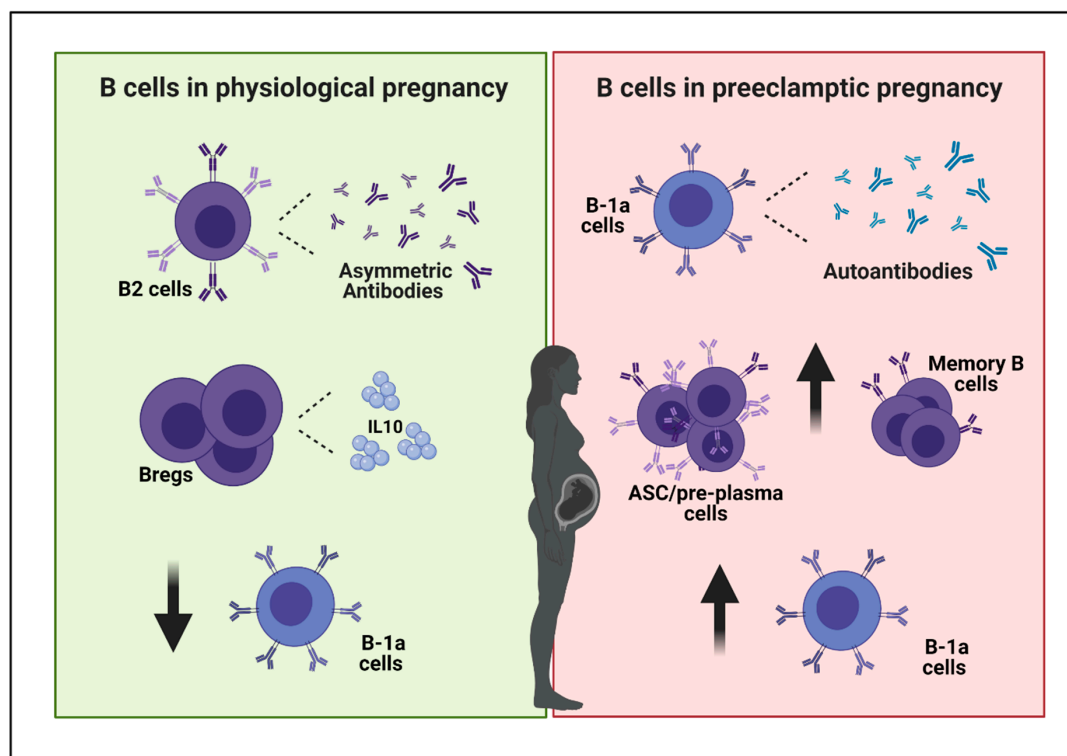 B cells in physiological pregnancy
B2 cells
Asymmetric
Antibodies
Bregs
IL10
B-1a
cells
B cells in preeclamptic pregnancy
B-1a
cells
Autoantibodies
ASC/pre-plasma
cells
Memory B
cells
B-1a
cells